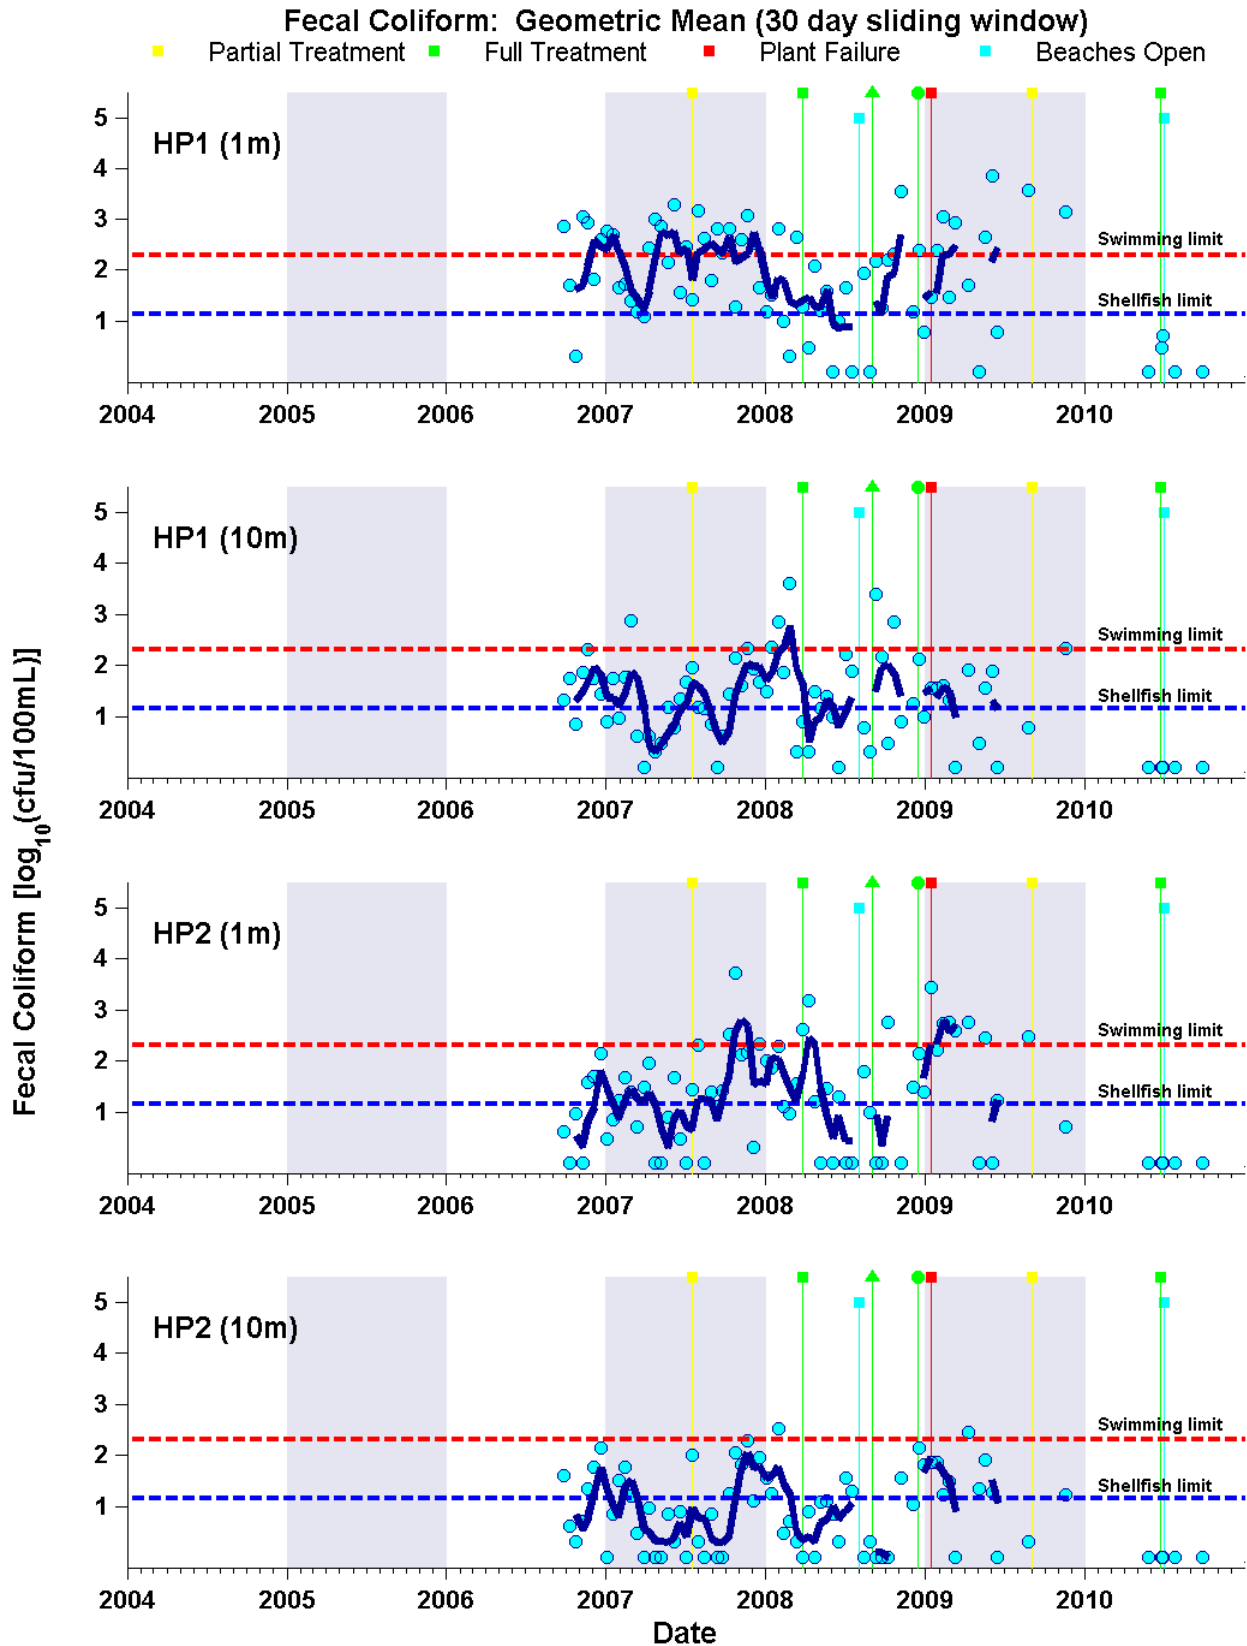 Fecal Coliform: Geometric Mean (30 day sliding window)
Partial Treatment Full Treatment Plant Failure Beaches Open
HP1 (1m)
5
4
3
2
1
Swimming limit
Shellfish limit
2004 2005 2006 2007 2008 2009 2010
HP1 (10m)
5
4
3
2
1
Swimming limit
Shellfish limit
2004 2005 2006 2007 2008 2009 2010
Fecal Coliform [log10(cfu/100mL)]
HP2 (1m)
5
4
3
2
1
Swimming limit
Shellfish limit
2004 2005 2006 2007 2008 2009 2010
HP2 (10m)
5
4
3
2
1
Swimming limit
Shellfish limit
2004 2005 2006 2007 2008 2009 2010
Date